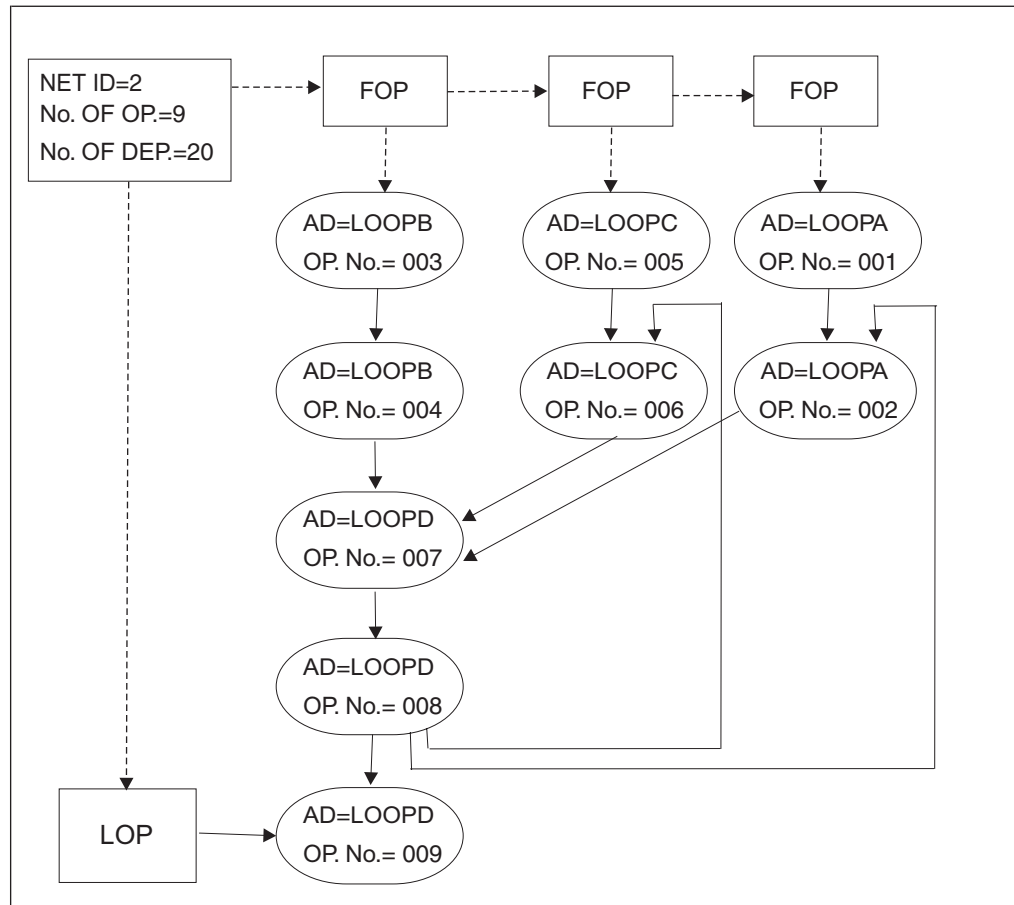 NET ID=2
No. OF OP.=9
No. OF DEP.=20
FOP
FOP
FOP
AD=LOOPB
OP. No.= 003
AD=LOOPC
OP. No.= 005
AD=LOOPA
OP. No.= 001
AD=LOOPB
OP. No.= 004
AD=LOOPC
OP. No.= 006
AD=LOOPA
OP. No.= 002
AD=LOOPD
OP. No.= 007
AD=LOOPD
OP. No.= 008
LOP
AD=LOOPD
OP. No.= 009